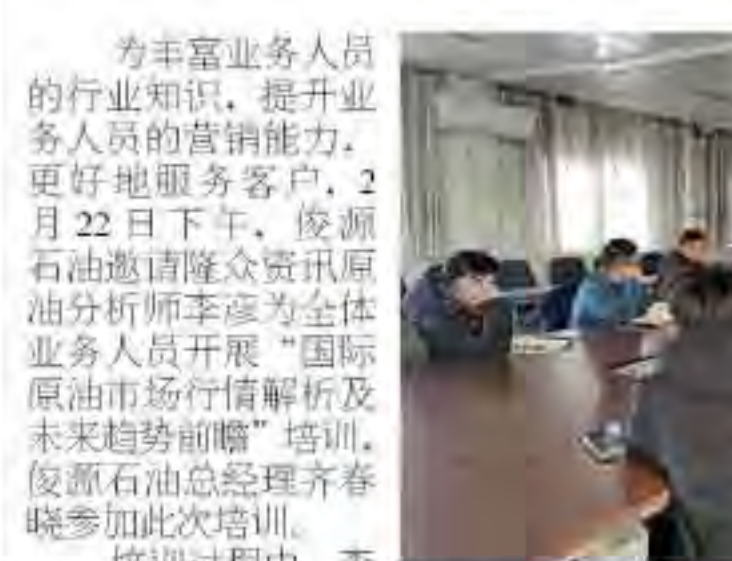 为丰富业务人员
的行业知识，提升业
务人员的营销能力，
更好地服务客户，2
月 22 日下午，俊源
石油邀请隆众资讯原
油分析师李彦为全体
业务人员开展“国际
原油市场行情解析及
未来趋势前瞻”培训。
俊源石油总经理齐春
晓参加此次培训。